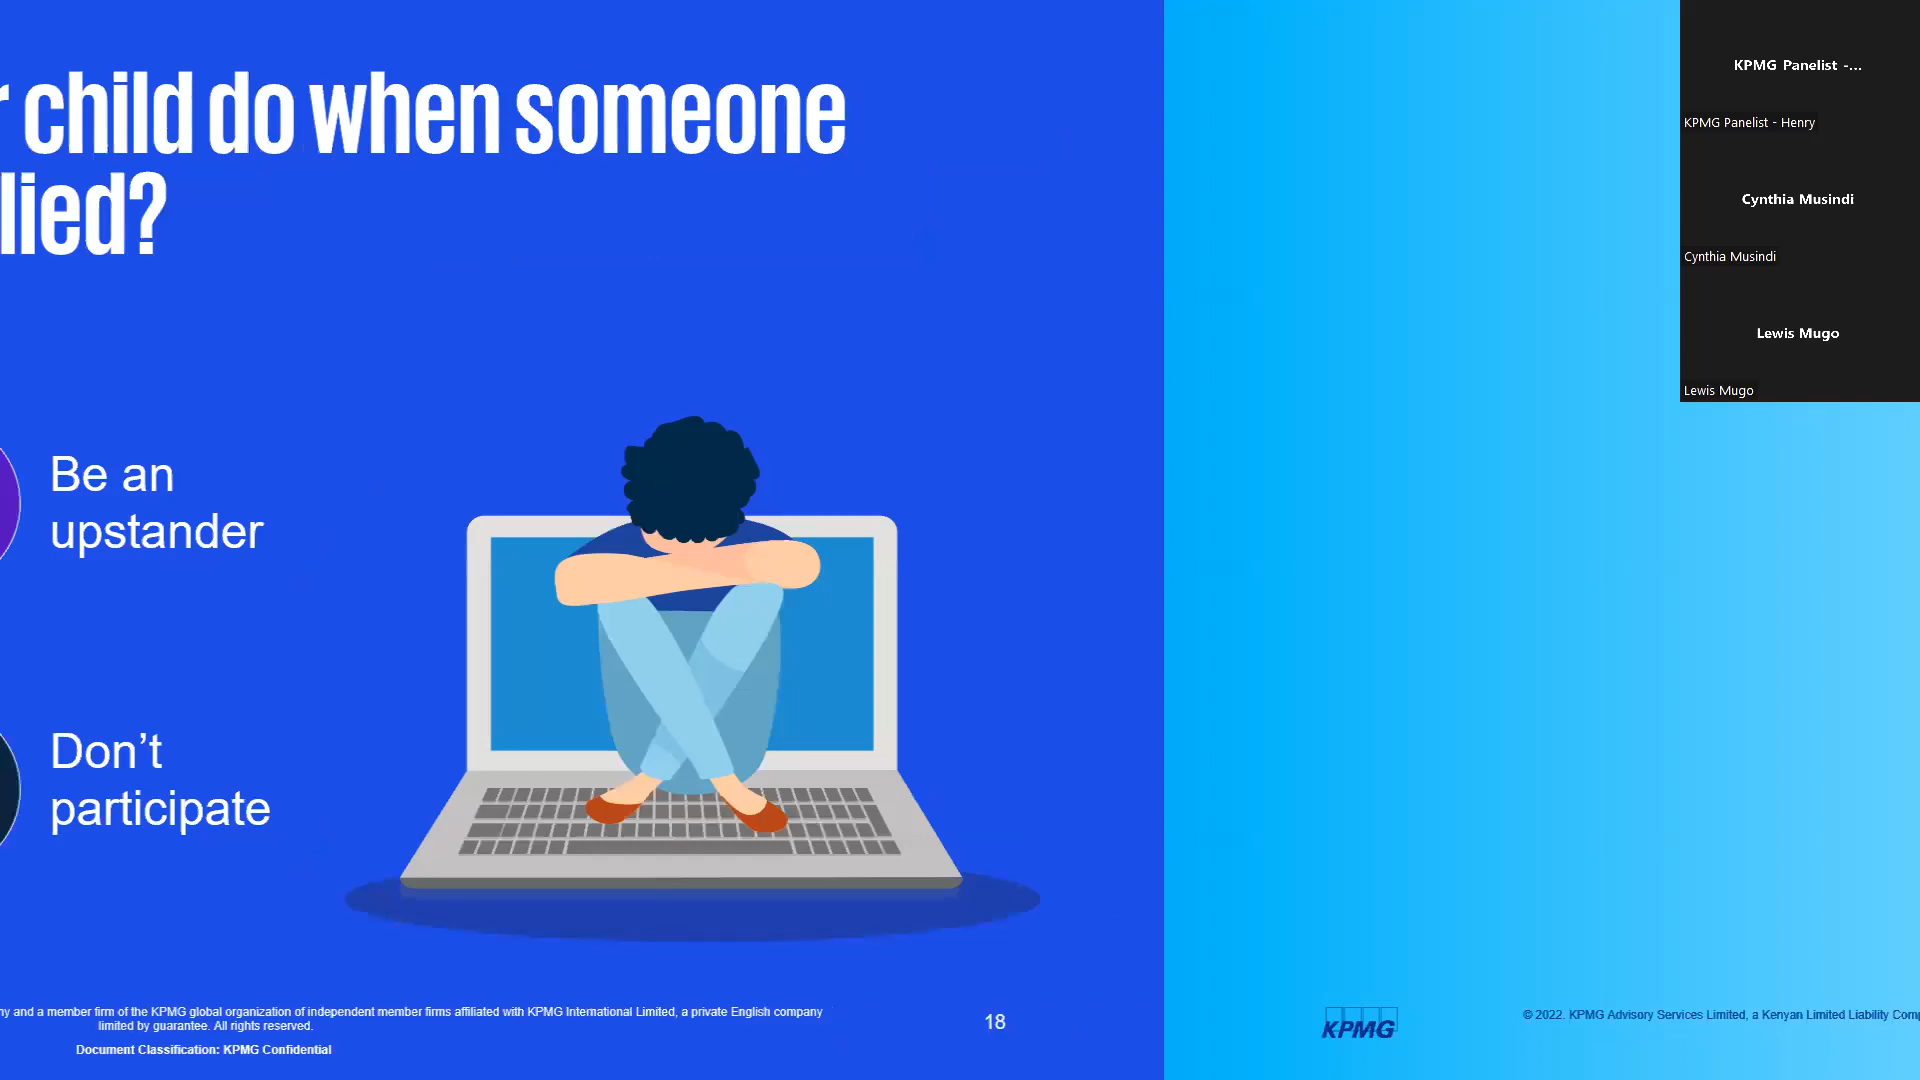 child do when someone
lied?
Be an
upstander
Don’t
participate
and a member firm of the KPMG global organization of independent member firms affiliated with KPMG International Limited, a private English company
limited by guarantee. All rights reserved.
Document Classification: KPMG Confidential
18
KPMG
© 2022. KPMG Advisory Services Limited, a Kenyan Limited Liability Comp
KPMG Panelist -...
KPMG Panelist - Henry
Cynthia Musindi
Cynthia Musindi
Lewis Mugo
Lewis Mugo